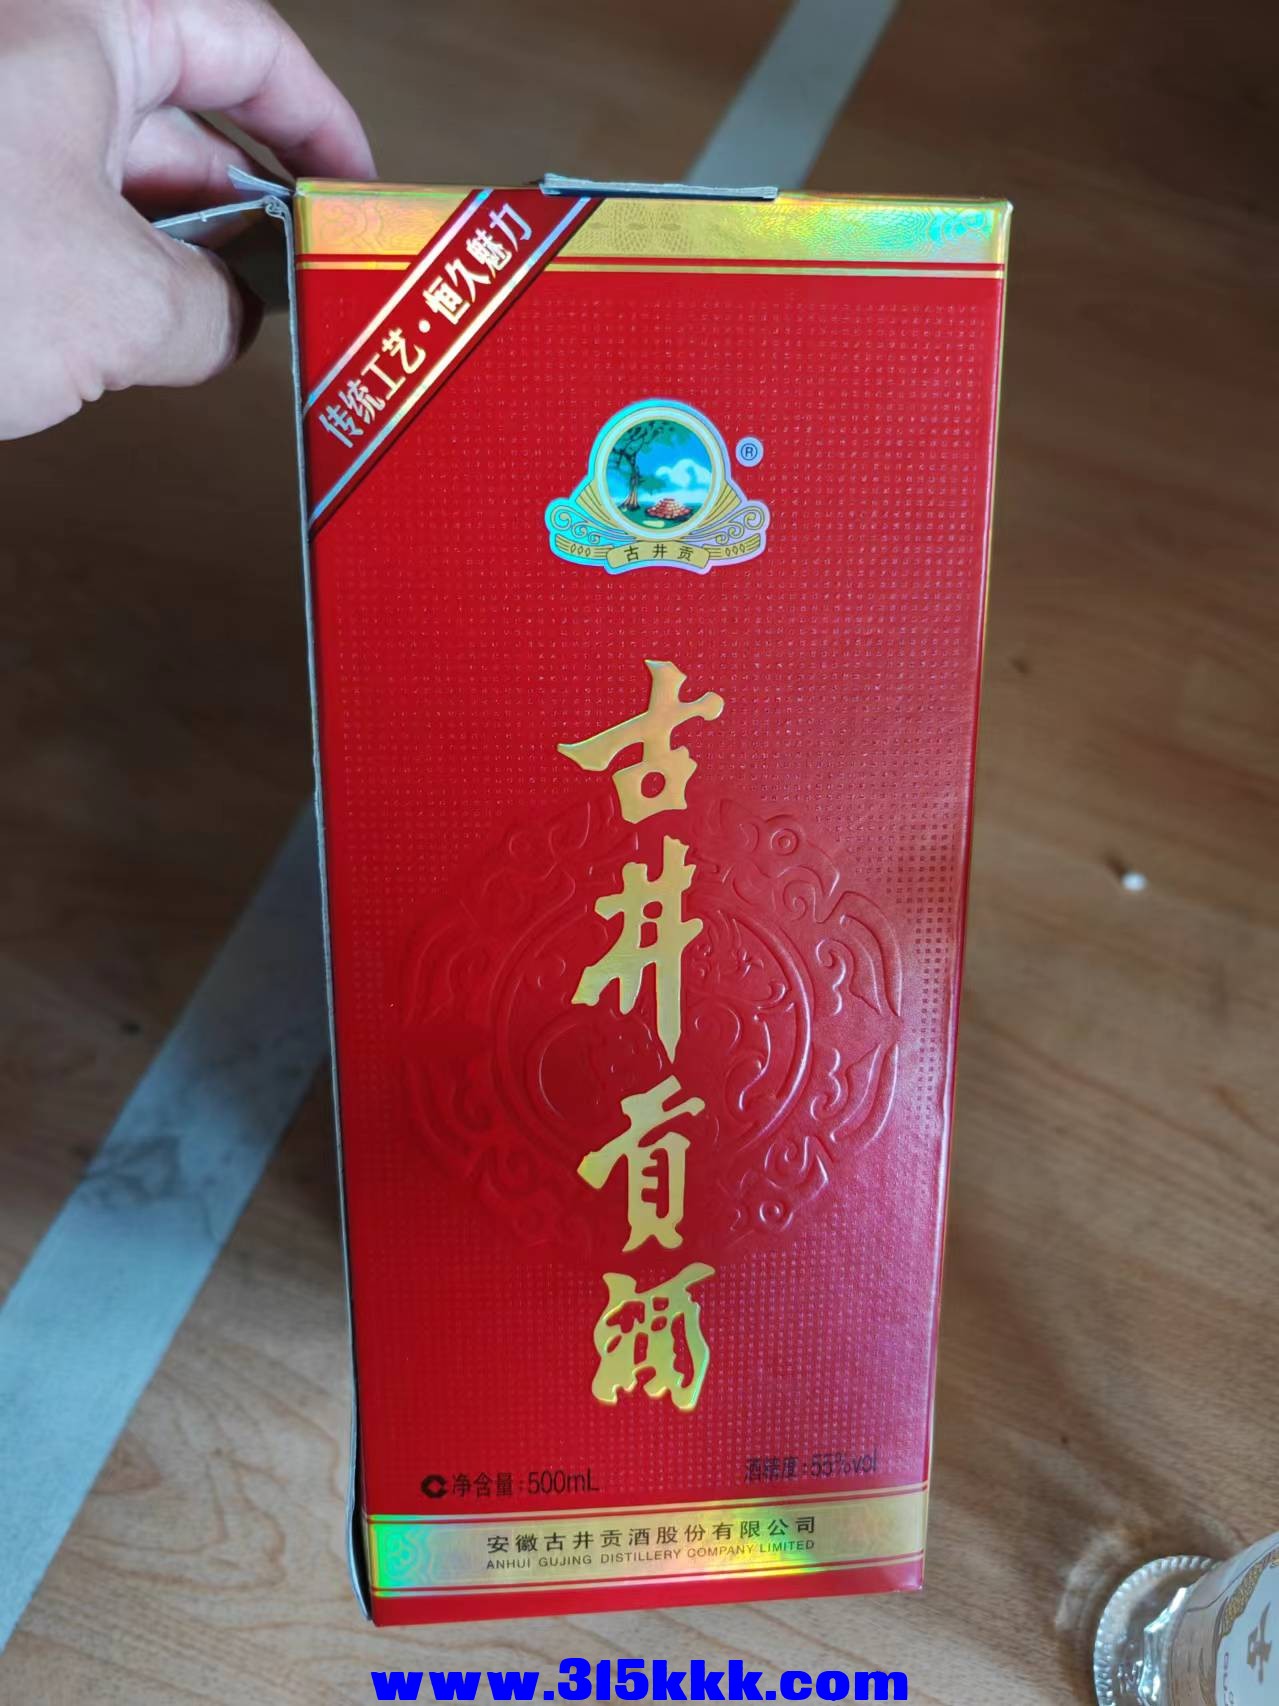 传统工艺·恒久魅力
®
古井贡
古井贡酒
净含量:500mL
酒精度:55%vol
安徽古井贡酒股份有限公司
ANHUI GUJING DISTILLERY COMPANY LIMITED
www.315kkk.com